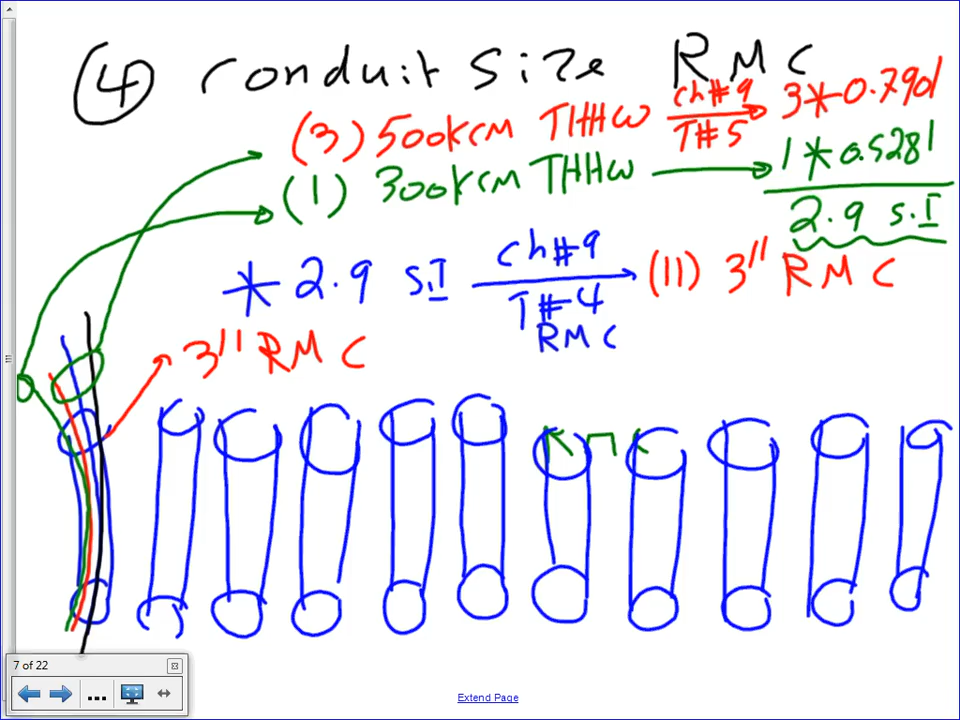 ④ conduit size RMC
(3) 500kcm THHW ch#9 T#5 3*0.7901
(1) 300kcm THHW 1*0.5281
2.9 s.I
* 2.9 s.I ch#9 T#4 RMC (11) 3" RMC
3" RMC
7 of 22
...
Extend Page